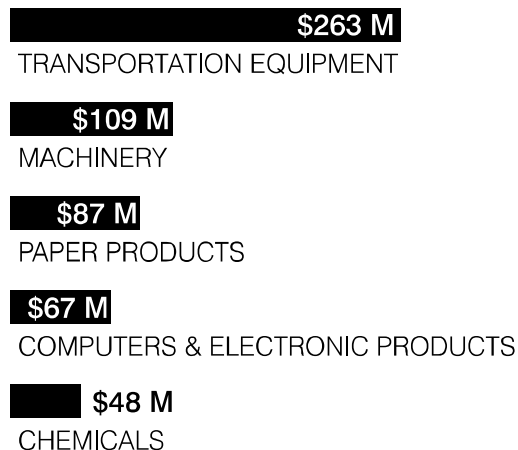 $263 M
TRANSPORTATION EQUIPMENT
$109 M
MACHINERY
$87 M
PAPER PRODUCTS
$67 M
COMPUTERS & ELECTRONIC PRODUCTS
$48 M
CHEMICALS